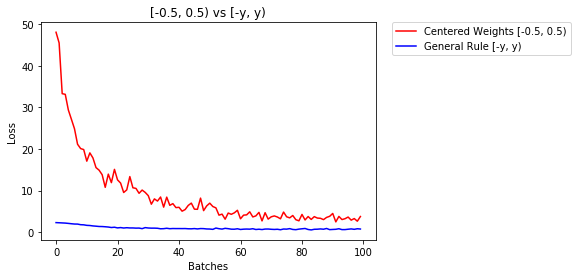 [-0.5, 0.5) vs [-y, y)
Centered Weights [-0.5, 0.5)
General Rule [-y, y)
Loss
50
40
30
20
10
0
0 20 40 60 80 100
Batches